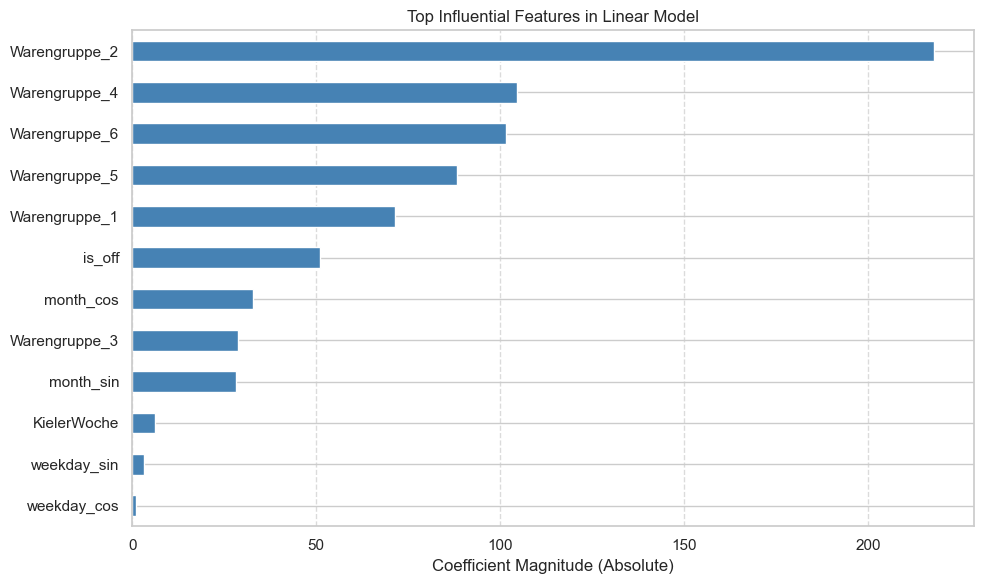 Top Influential Features in Linear Model
Warengruppe_2
Warengruppe_4
Warengruppe_6
Warengruppe_5
Warengruppe_1
is_off
month_cos
Warengruppe_3
month_sin
KielerWoche
weekday_sin
weekday_cos
0 50 100 150 200
Coefficient Magnitude (Absolute)